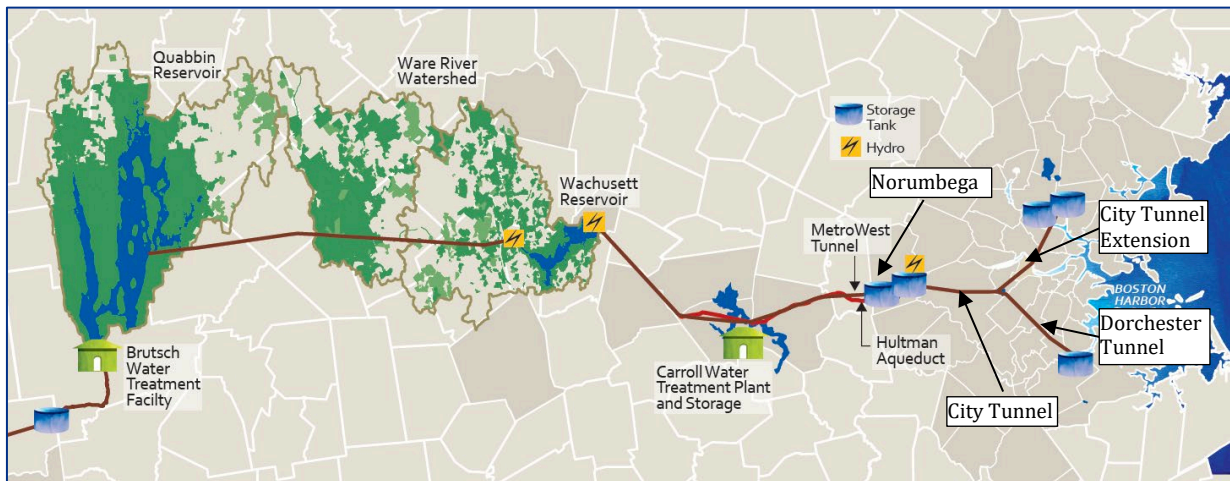 Quabbin
Reservoir
Ware River
Watershed
Storage
Tank
Hydro
Wachusett
Reservoir
Norumbega
MetroWest
Tunnel
City Tunnel
Extension
BOSTON
HARBOR
Dorchester
Tunnel
Hultman
Aqueduct
Brutsch
Water
Treatment
Facilty
Carroll Water
Treatment Plant
and Storage
City Tunnel